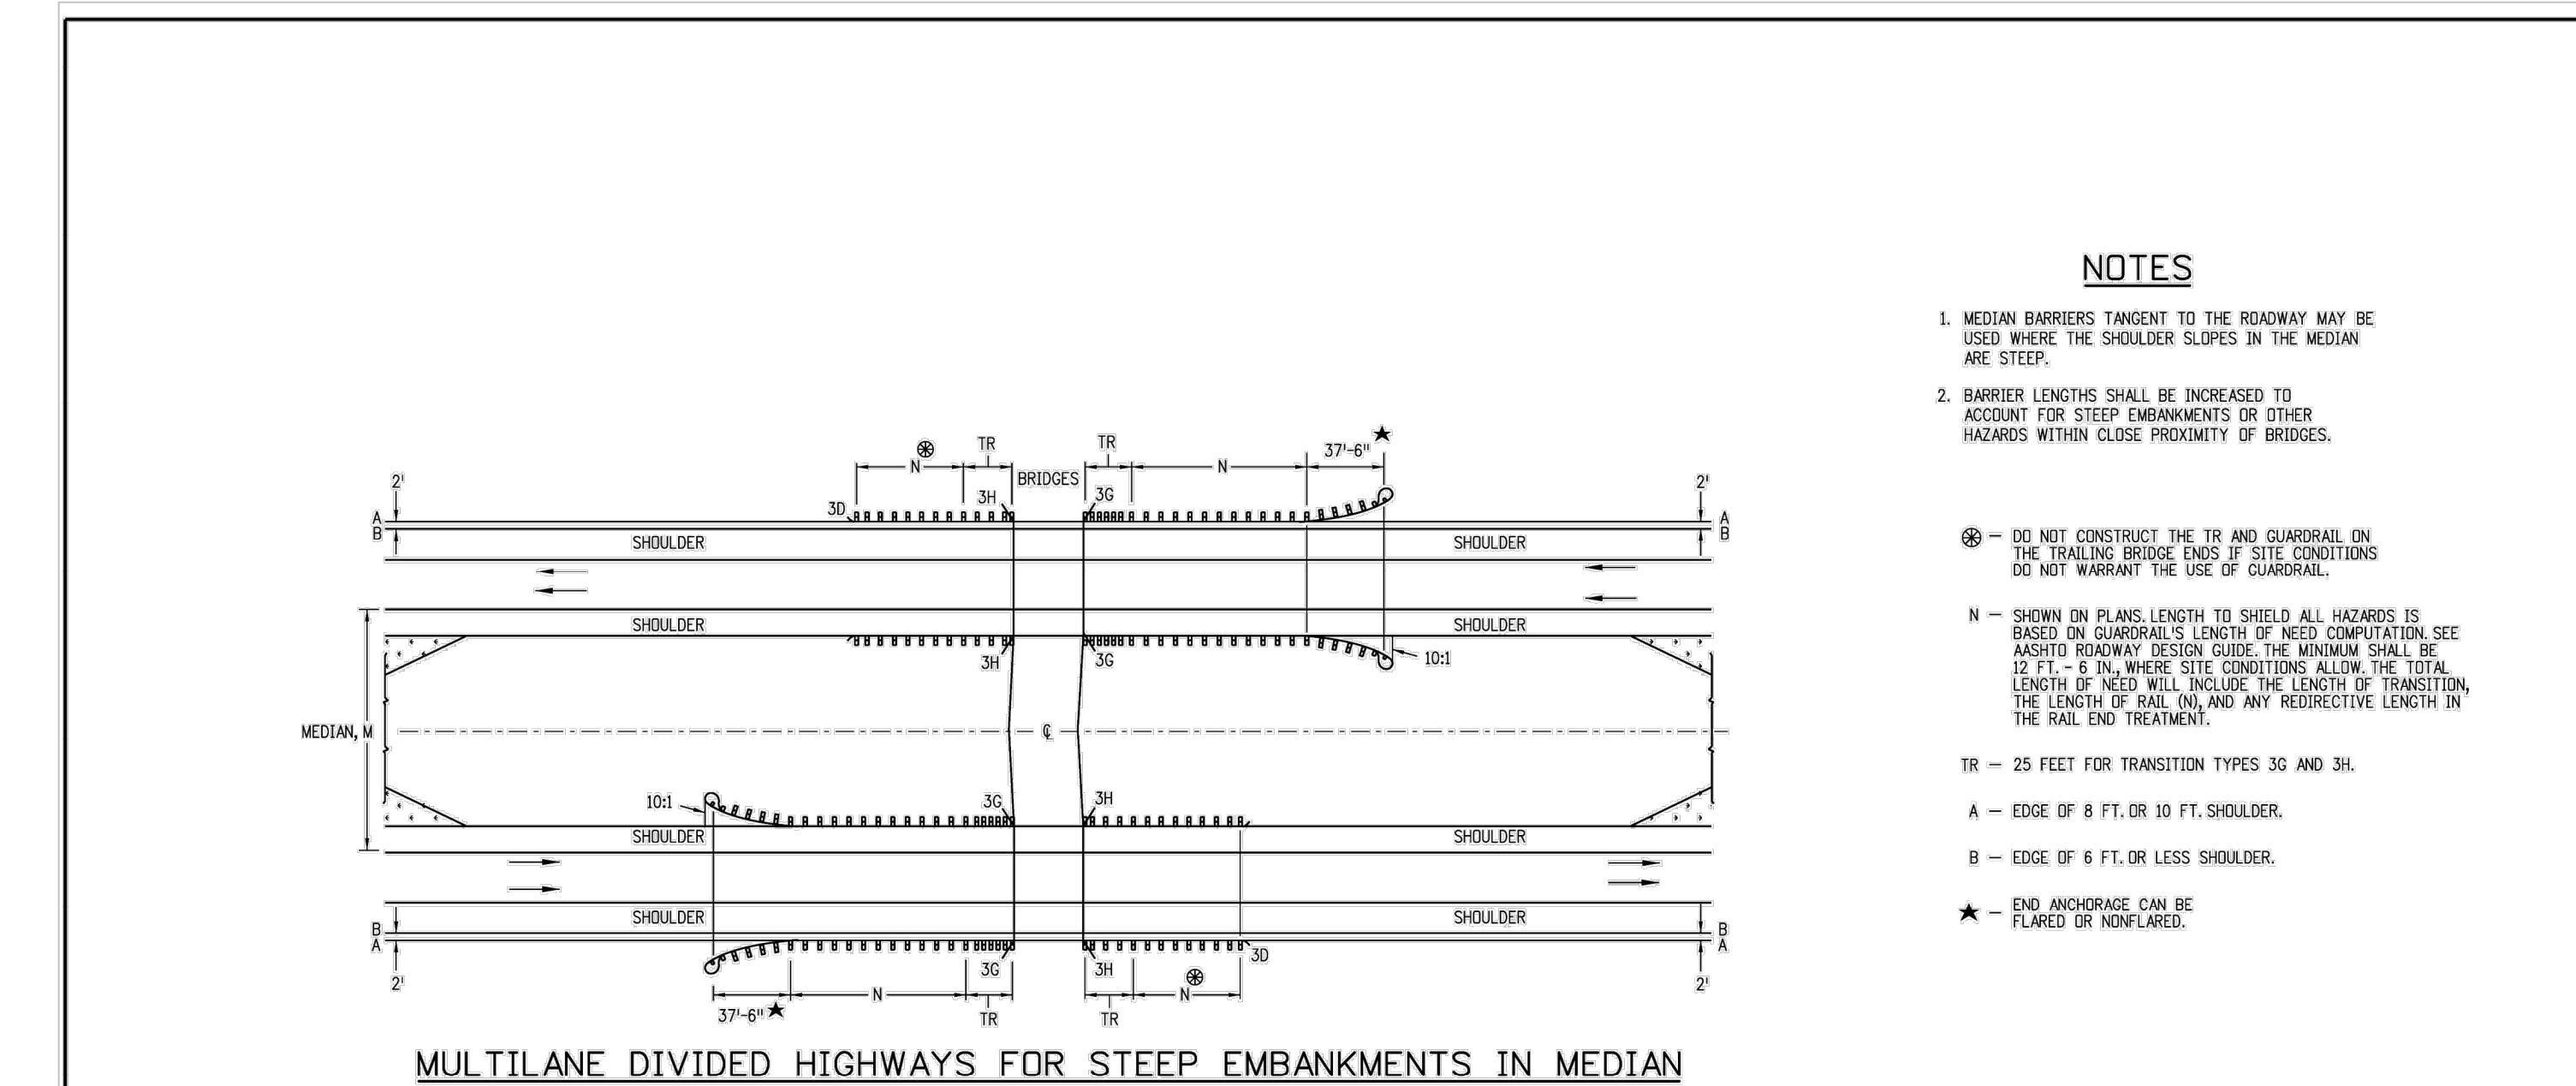 NOTES
1. MEDIAN BARRIERS TANGENT TO THE ROADWAY MAY BE
USED WHERE THE SHOULDER SLOPES IN THE MEDIAN
ARE STEEP.
2. BARRIER LENGTHS SHALL BE INCREASED TO
ACCOUNT FOR STEEP EMBANKMENTS OR OTHER
HAZARDS WITHIN CLOSE PROXIMITY OF BRIDGES.
— DO NOT CONSTRUCT THE TR AND GUARDRAIL ON
THE TRAILING BRIDGE ENDS IF SITE CONDITIONS
DO NOT WARRANT THE USE OF GUARDRAIL.
N — SHOWN ON PLANS. LENGTH TO SHIELD ALL HAZARDS IS
BASED ON GUARDRAIL'S LENGTH OF NEED COMPUTATION. SEE
AASHTO ROADWAY DESIGN GUIDE. THE MINIMUM SHALL BE
12 FT. - 6 IN., WHERE SITE CONDITIONS ALLOW. THE TOTAL
LENGTH OF NEED WILL INCLUDE THE LENGTH OF TRANSITION,
THE LENGTH OF RAIL (N), AND ANY REDIRECTIVE LENGTH IN
THE RAIL END TREATMENT.
TR — 25 FEET FOR TRANSITION TYPES 3G AND 3H.
A — EDGE OF 8 FT. OR 10 FT. SHOULDER.
B — EDGE OF 6 FT. OR LESS SHOULDER.
★ — END ANCHORAGE CAN BE
FLARED OR NONFLARED.
TR TR ★
N N 37'-6"
2' BRIDGES 2'
3D 3H 3G
A A
B B
SHOULDER SHOULDER
SHOULDER SHOULDER
3H 3G 10:1
MEDIAN, M ℄
10:1 3G 3H
SHOULDER SHOULDER
SHOULDER SHOULDER
B B
A A
3G 3H 3D
2' 2'
N N
37'-6" ★ TR TR
MULTILANE DIVIDED HIGHWAYS FOR STEEP EMBANKMENTS IN MEDIAN